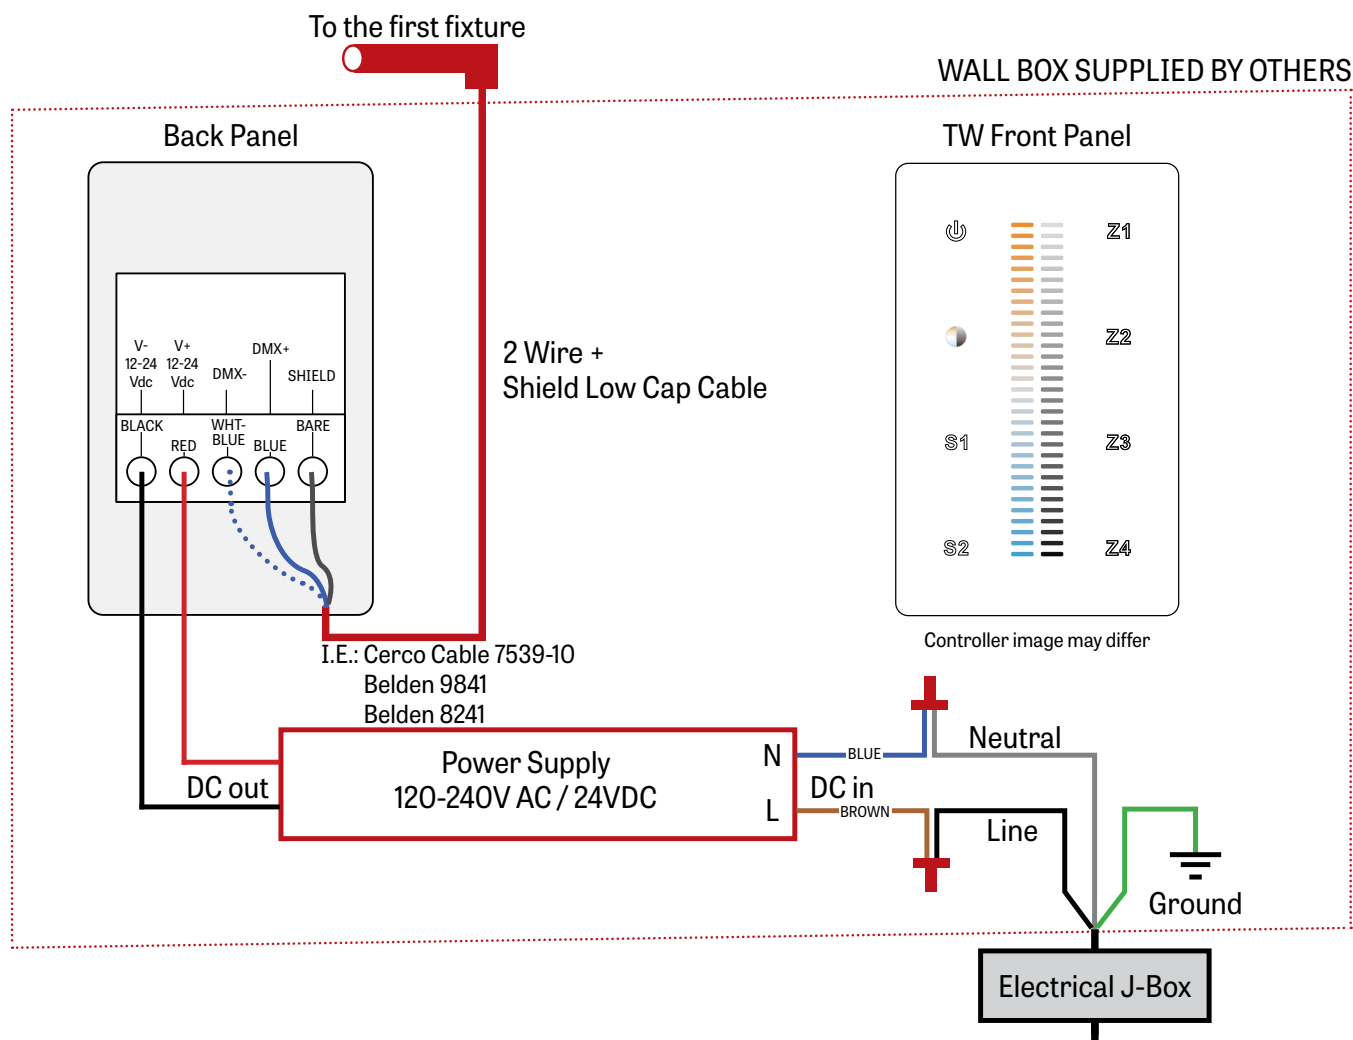 To the first fixture
WALL BOX SUPPLIED BY OTHERS
Back Panel
TW Front Panel
Z1
Z2
S1
Z3
S2
Z4
Controller image may differ
V-
12-24
Vdc
V+
12-24
Vdc
DMX-
DMX+
SHIELD
BLACK
RED
WHT-
BLUE
BLUE
BARE
2 Wire +
Shield Low Cap Cable
I.E.: Cerco Cable 7539-10
Belden 9841
Belden 8241
DC out
Power Supply
120-240V AC / 24VDC
N
L
BLUE
DC in
BROWN
Neutral
Line
Ground
Electrical J-Box